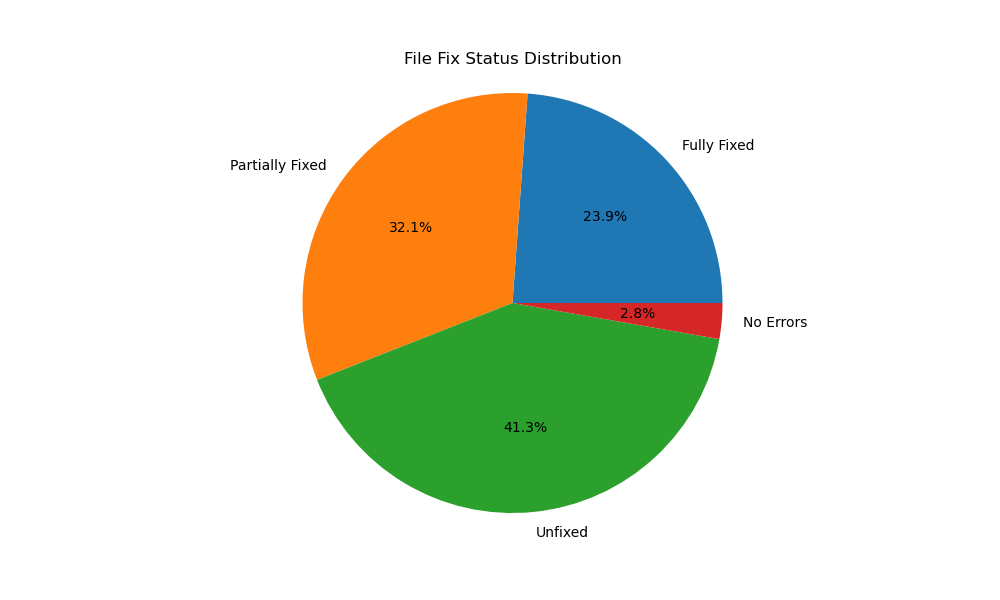 File Fix Status Distribution
Fully Fixed
Partially Fixed
23.9%
32.1%
2.8%
No Errors
41.3%
Unfixed